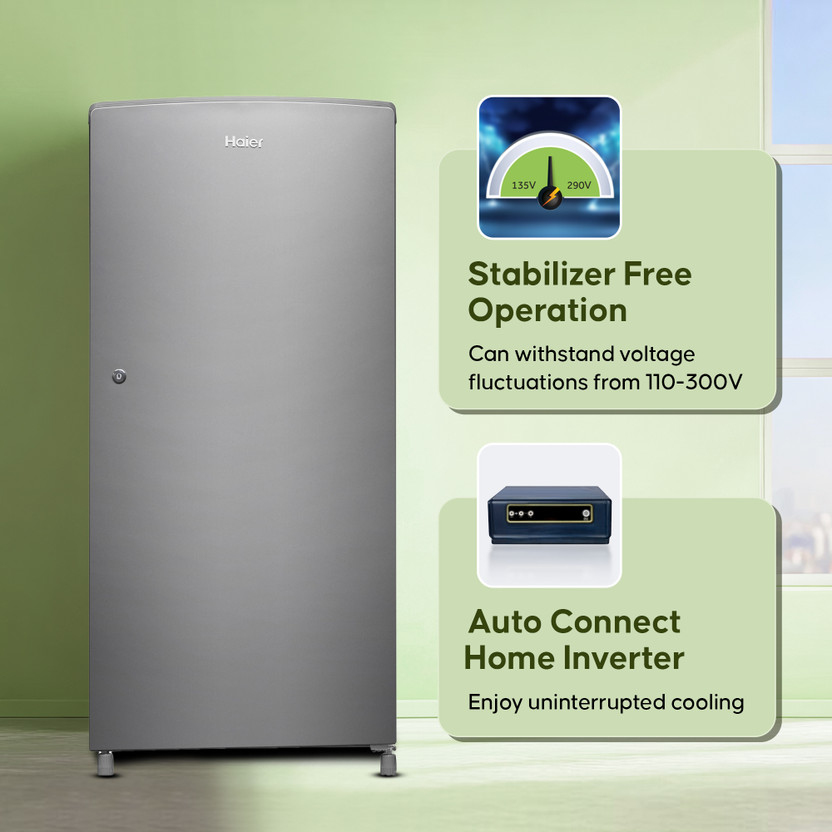 Haier
135V 290V
Stabilizer Free
Operation
Can withstand voltage
fluctuations from 110-300V
Auto Connect
Home Inverter
Enjoy uninterrupted cooling